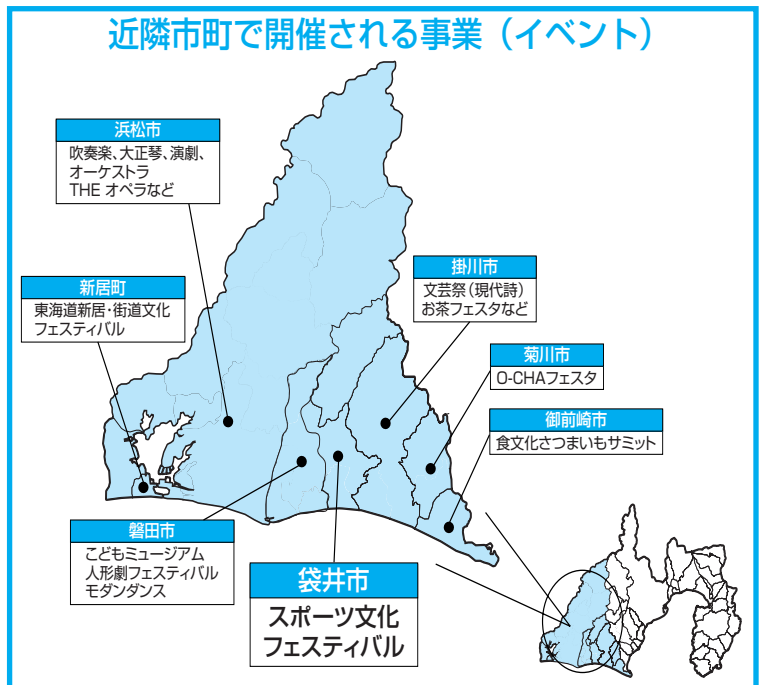 近隣市町で開催される事業（イベント）
浜松市
吹奏楽、大正琴、演劇、
オーケストラ
THE オペラなど
新居町
東海道新居・街道文化
フェスティバル
掛川市
文芸祭（現代詩）
お茶フェスタなど
菊川市
O-CHAフェスタ
御前崎市
食文化さつまいもサミット
磐田市
こどもミュージアム
人形劇フェスティバル
モダンダンス
袋井市
スポーツ文化
フェスティバル